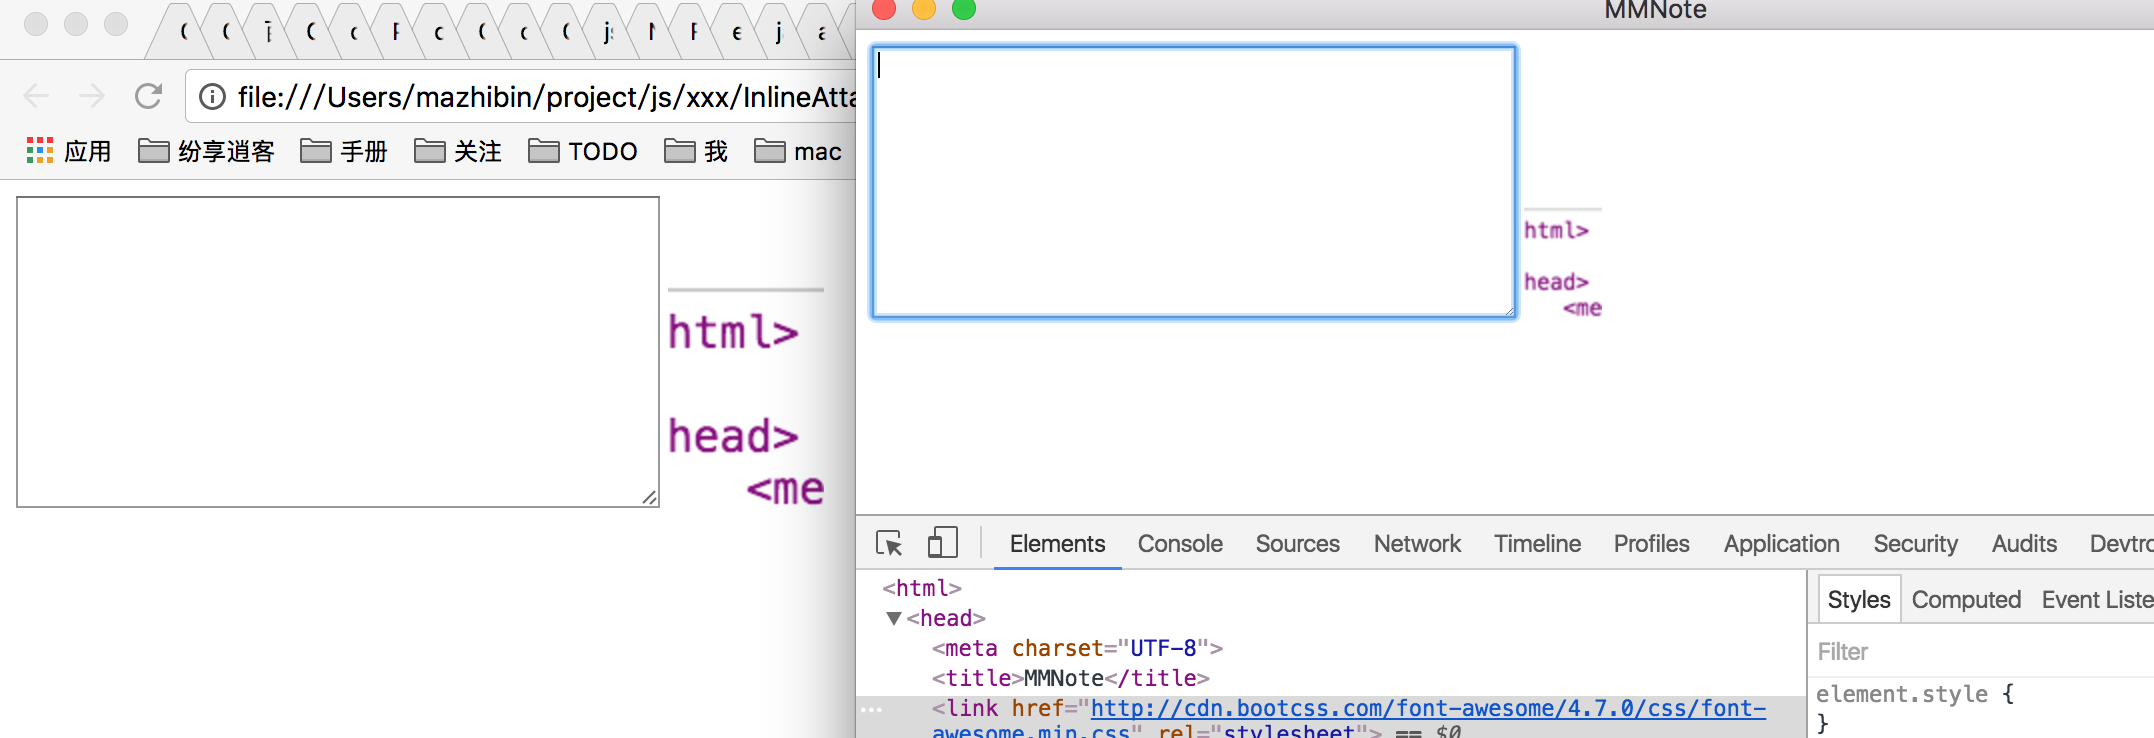 file:///Users/mazhibin/project/js/xxx/InlineAtta
应用 纷享逍客 手册 关注 TODO 我 mac
html>
head>
<me
MMNote
html>
head>
<me
Elements Console Sources Network Timeline Profiles Application Security Audits Devtro
<html>
▼<head>
<meta charset="UTF-8">
<title>MMNote</title>
<link href="http://cdn.bootcss.com/font-awesome/4.7.0/css/font-
awesome.min.css" rel="stylesheet"> == $0
Styles Computed Event Liste
Filter
element.style {
}